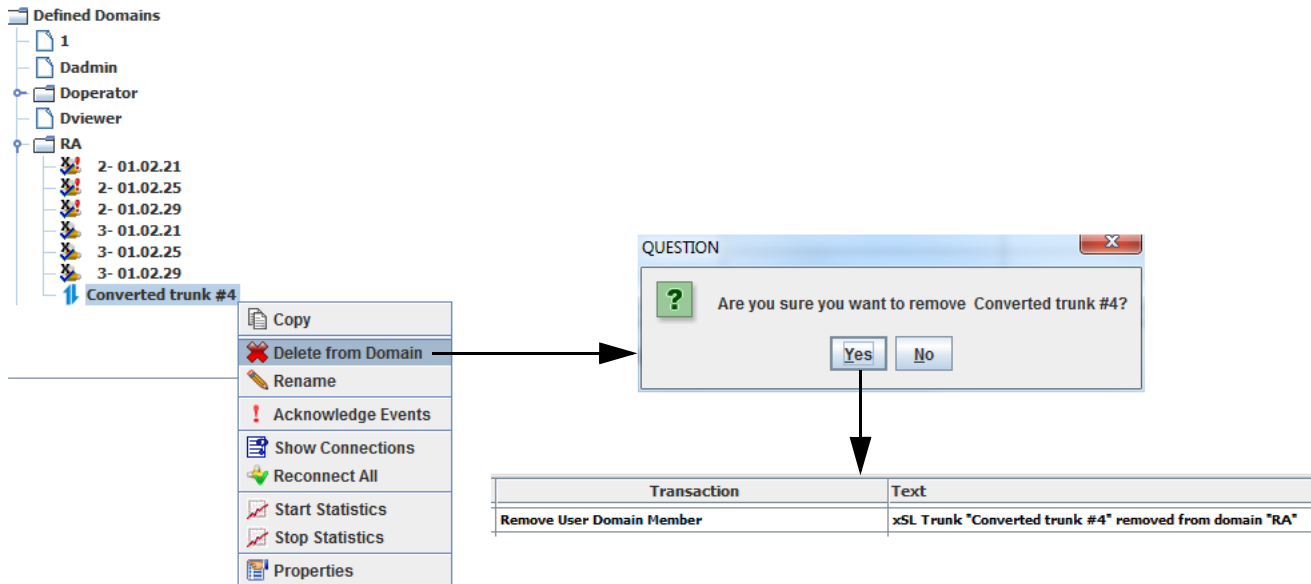 Defined Domains
1
Dadmin
Doperator
Dviewer
RA
2- 01.02.21
2- 01.02.25
2- 01.02.29
3- 01.02.21
3- 01.02.25
3- 01.02.29
Converted trunk #4
Copy
Delete from Domain
Rename
Acknowledge Events
Show Connections
Reconnect All
Start Statistics
Stop Statistics
Properties
QUESTION
Are you sure you want to remove Converted trunk #4?
Yes No
Transaction Text
Remove User Domain Member xSL Trunk "Converted trunk #4" removed from domain "RA"